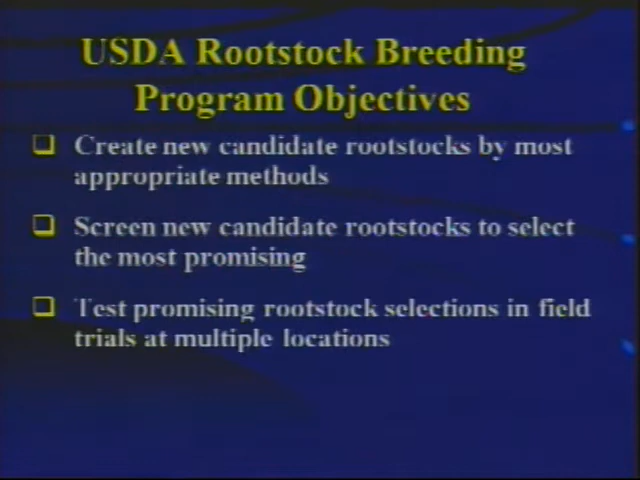 USDA Rootstock Breeding
Program Objectives
❑ Create new candidate rootstocks by most
appropriate methods
❑ Screen new candidate rootstocks to select
the most promising
❑ Test promising rootstock selections in field
trials at multiple locations